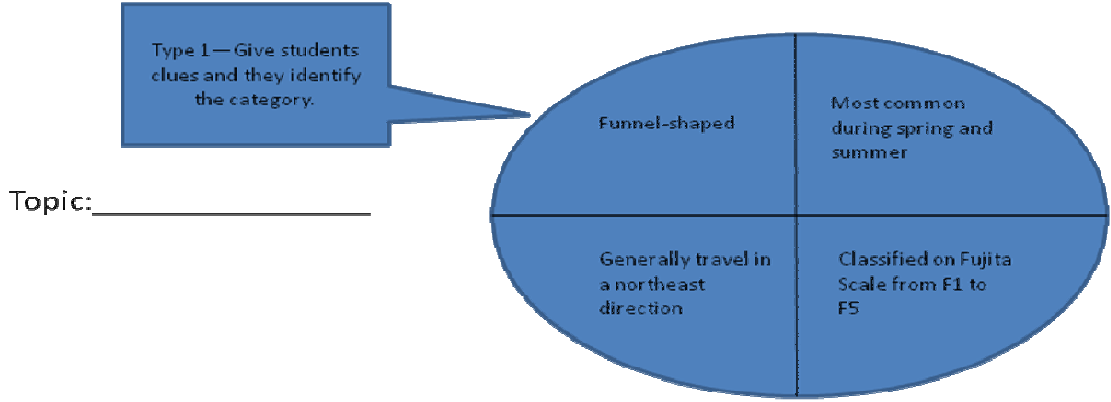 Type 1—Give students
clues and they identify
the category.
Topic:____________________
Funnel-shaped
Most common
during spring and
summer
Generally travel in
a northeast
direction
Classified on Fujita
Scale from F1 to
F5